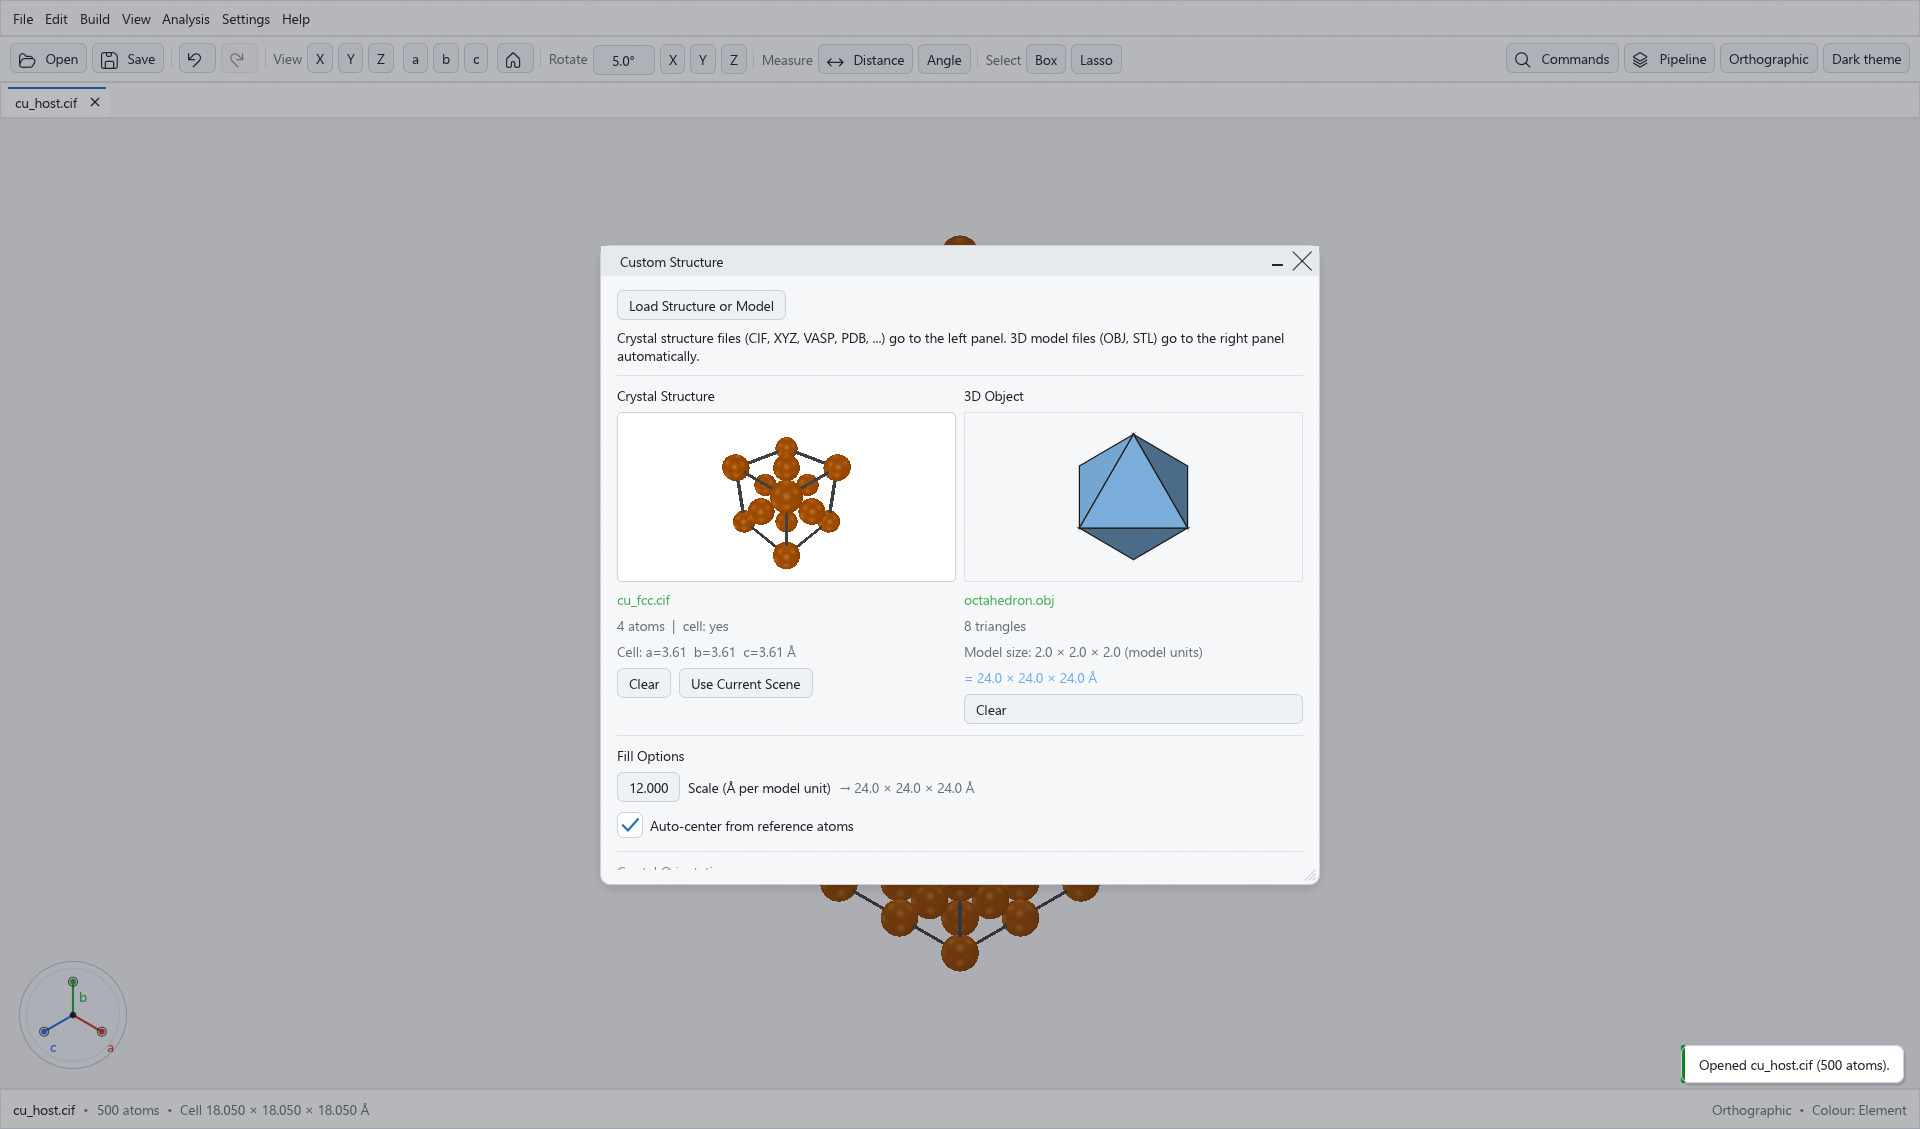 File Edit Build View Analysis Settings Help
Open Save View X Y Z a b c Rotate 5.0° X Y Z Measure Distance Angle Select Box Lasso Commands Pipeline Orthographic Dark theme
cu_host.cif
Custom Structure
Load Structure or Model
Crystal structure files (CIF, XYZ, VASP, PDB, ...) go to the left panel. 3D model files (OBJ, STL) go to the right panel
automatically.
Crystal Structure
3D Object
cu_fcc.cif
4 atoms | cell: yes
Cell: a=3.61 b=3.61 c=3.61 Å
Clear
Use Current Scene
octahedron.obj
8 triangles
Model size: 2.0 × 2.0 × 2.0 (model units)
= 24.0 × 24.0 × 24.0 Å
Clear
Fill Options
12.000 Scale (Å per model unit) → 24.0 × 24.0 × 24.0 Å
Auto-center from reference atoms
b
c
a
Opened cu_host.cif (500 atoms).
cu_host.cif • 500 atoms • Cell 18.050 × 18.050 × 18.050 Å
Orthographic • Colour: Element